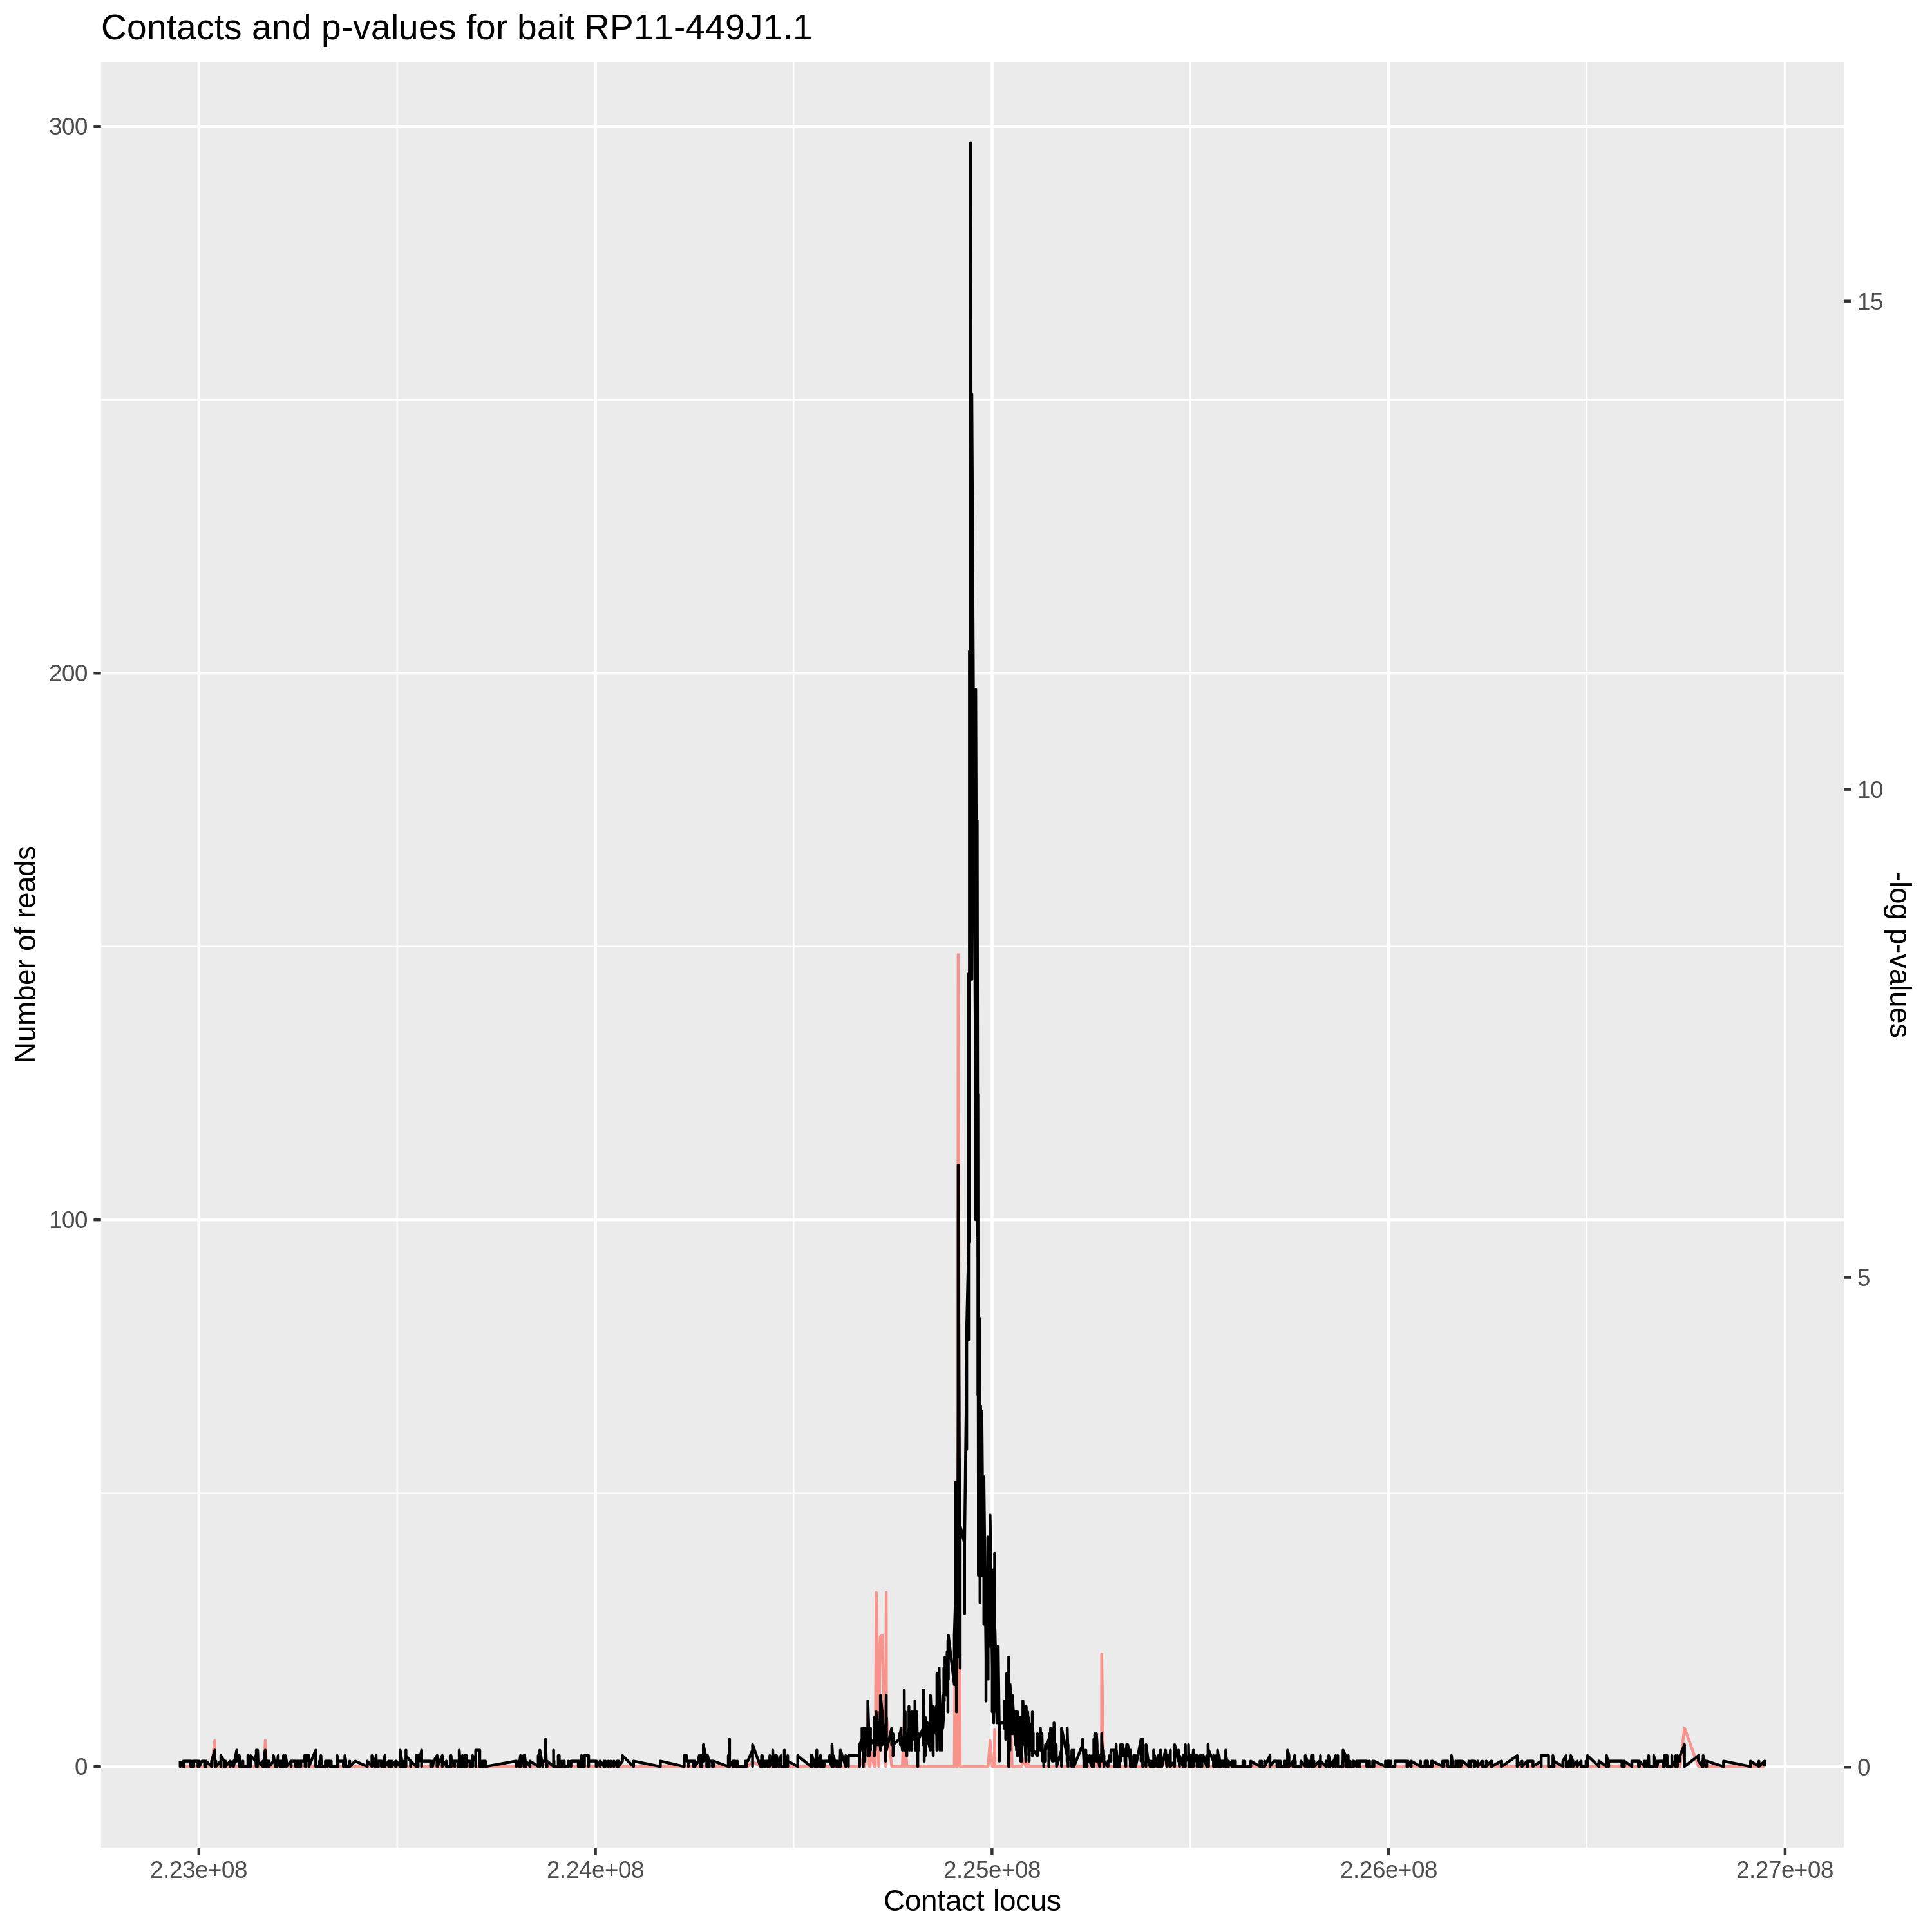 Contacts and p-values for bait RP11-449J1.1
300
200
100
0
Number of reads
15
10
5
0
-log p-values
2.23e+08
2.24e+08
2.25e+08
2.26e+08
2.27e+08
Contact locus